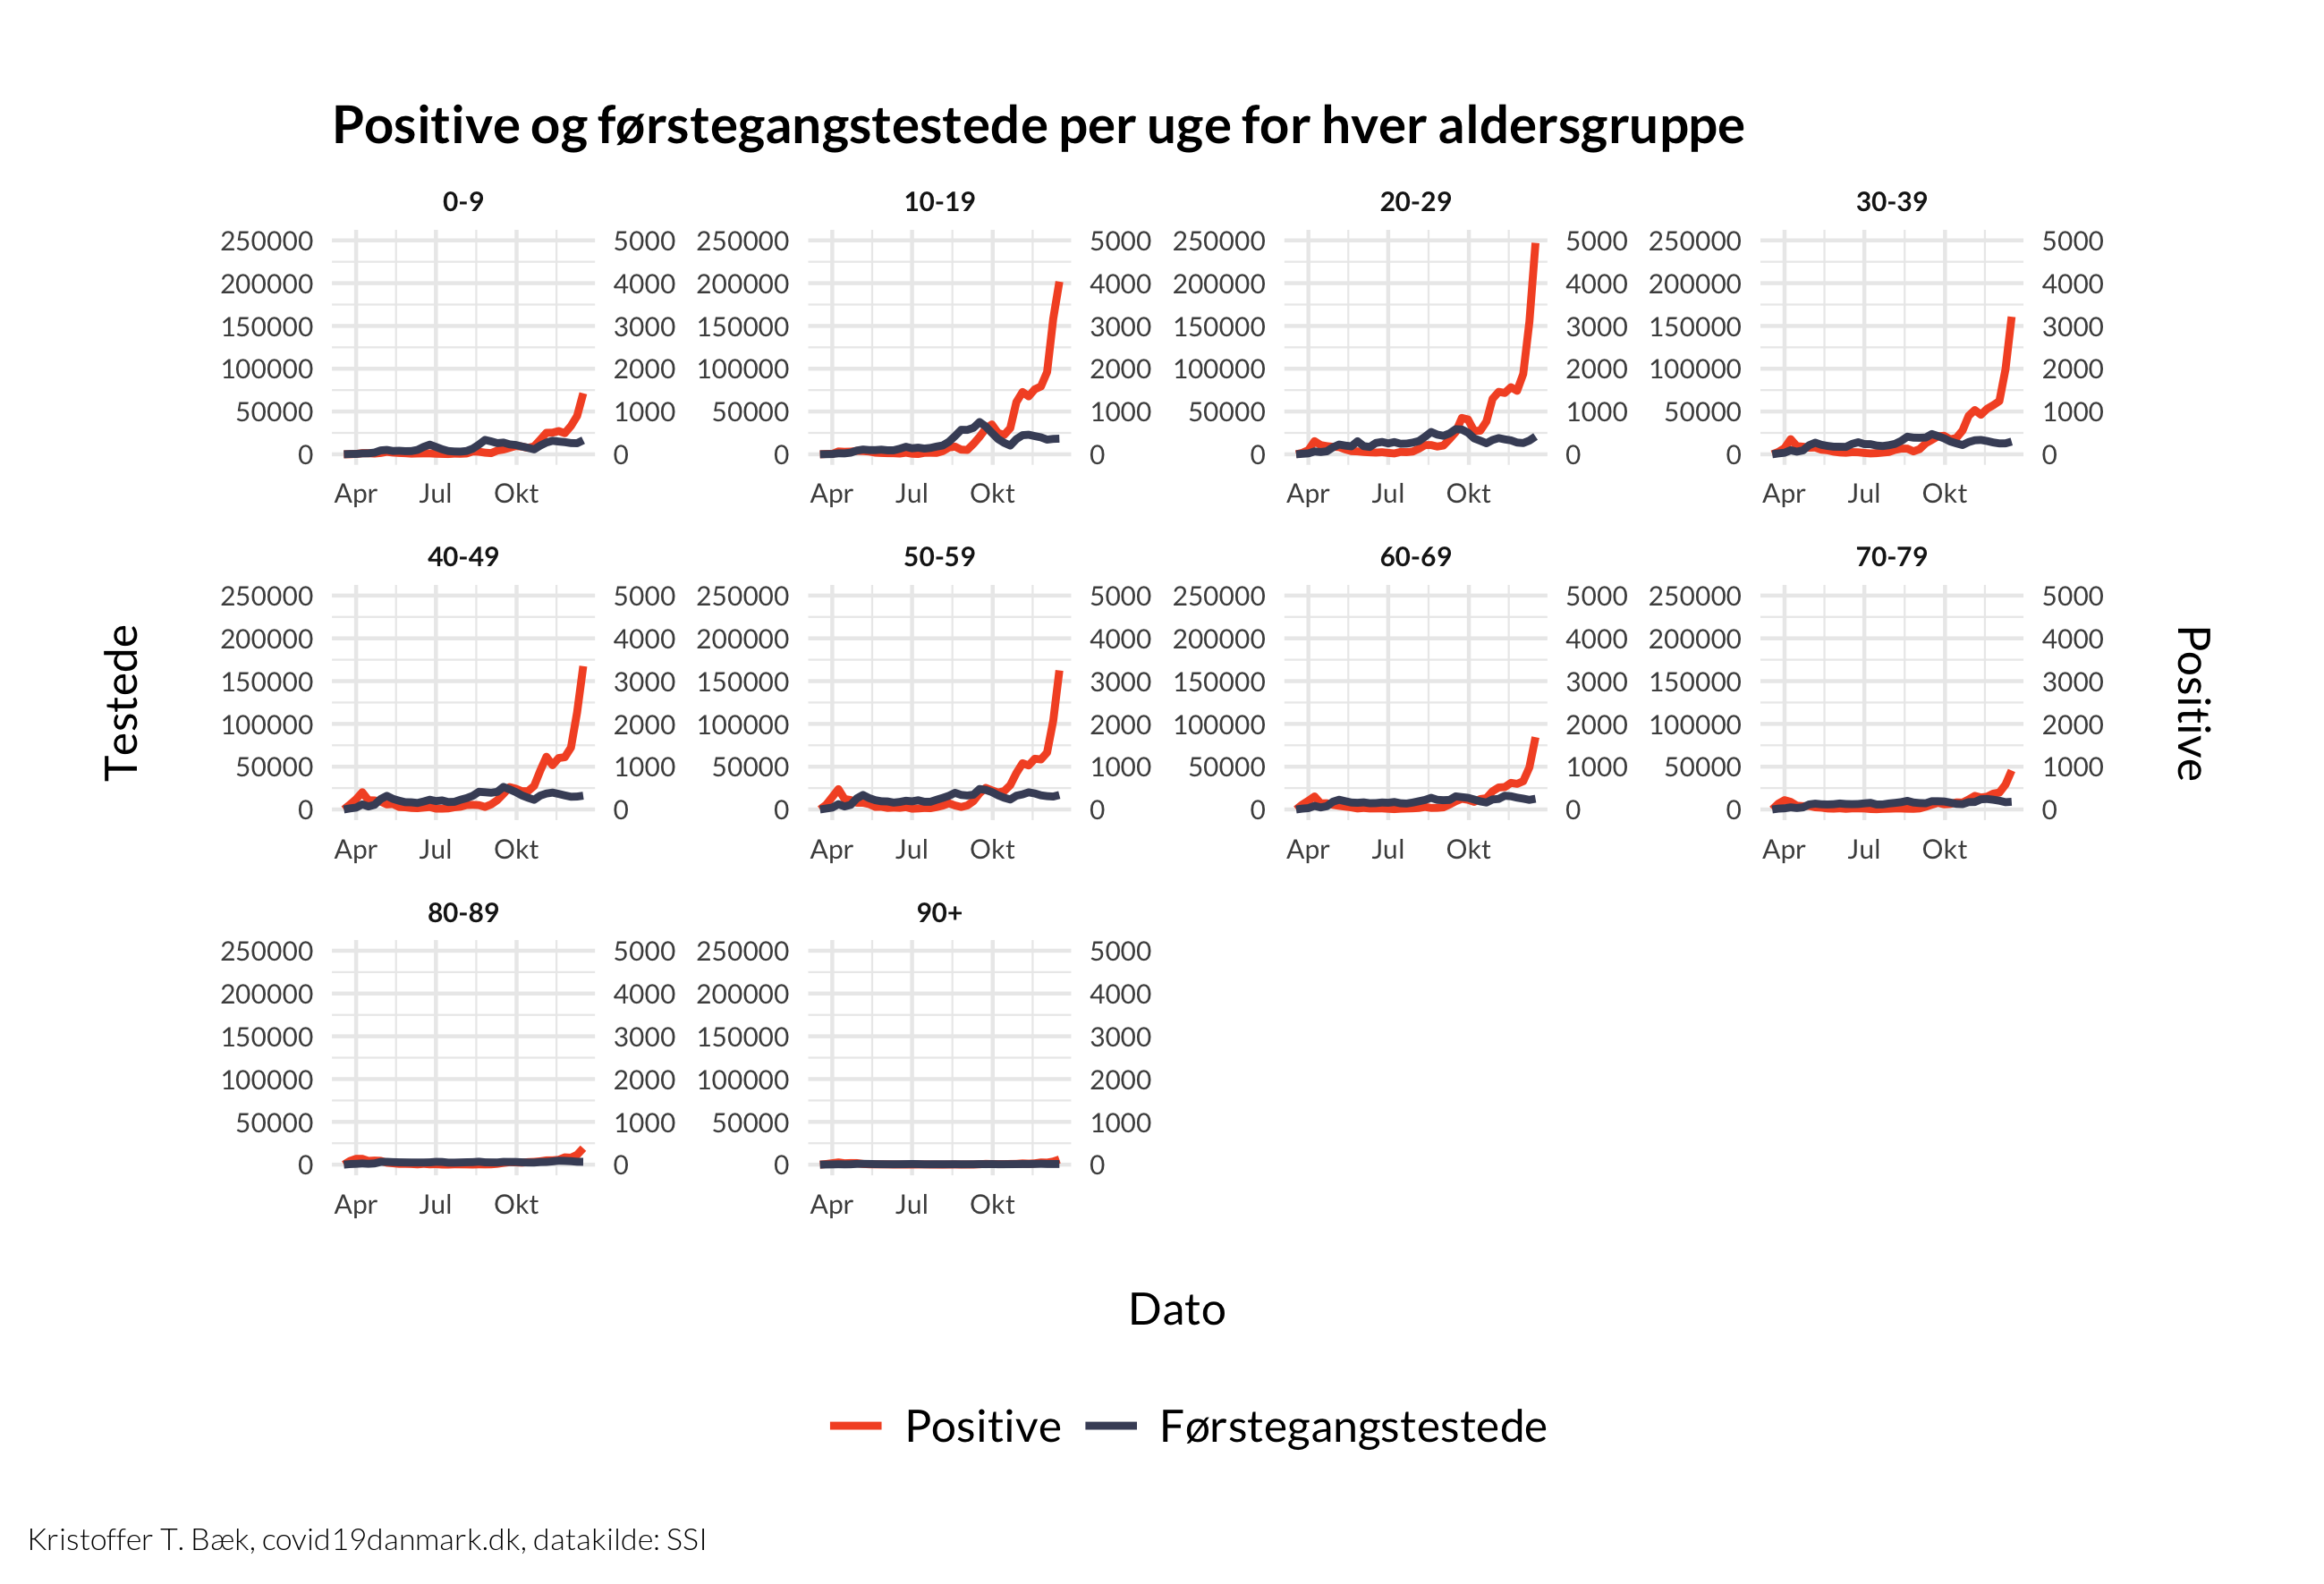 Positive og førstegangstestede per uge for hver aldersgruppe
0-9 10-19 20-29 30-39
250000 5000 250000 5000 250000 5000 250000 5000
200000 4000 200000 4000 200000 4000 200000 4000
150000 3000 150000 3000 150000 3000 150000 3000
100000 2000 100000 2000 100000 2000 100000 2000
50000 1000 50000 1000 50000 1000 50000 1000
0 0 0 0 0 0 0 0
Apr Jul Okt Apr Jul Okt Apr Jul Okt Apr Jul Okt
40-49 50-59 60-69 70-79
250000 5000 250000 5000 250000 5000 250000 5000
200000 4000 200000 4000 200000 4000 200000 4000
150000 3000 150000 3000 150000 3000 150000 3000
100000 2000 100000 2000 100000 2000 100000 2000
50000 1000 50000 1000 50000 1000 50000 1000
0 0 0 0 0 0 0 0
Apr Jul Okt Apr Jul Okt Apr Jul Okt Apr Jul Okt
Testede
Positive
80-89 90+
250000 5000 250000 5000
200000 4000 200000 4000
150000 3000 150000 3000
100000 2000 100000 2000
50000 1000 50000 1000
0 0 0 0
Apr Jul Okt Apr Jul Okt
Dato
Positive Førstegangstestede
Kristoffer T. Bæk, covid19danmark.dk, datakilde: SSI